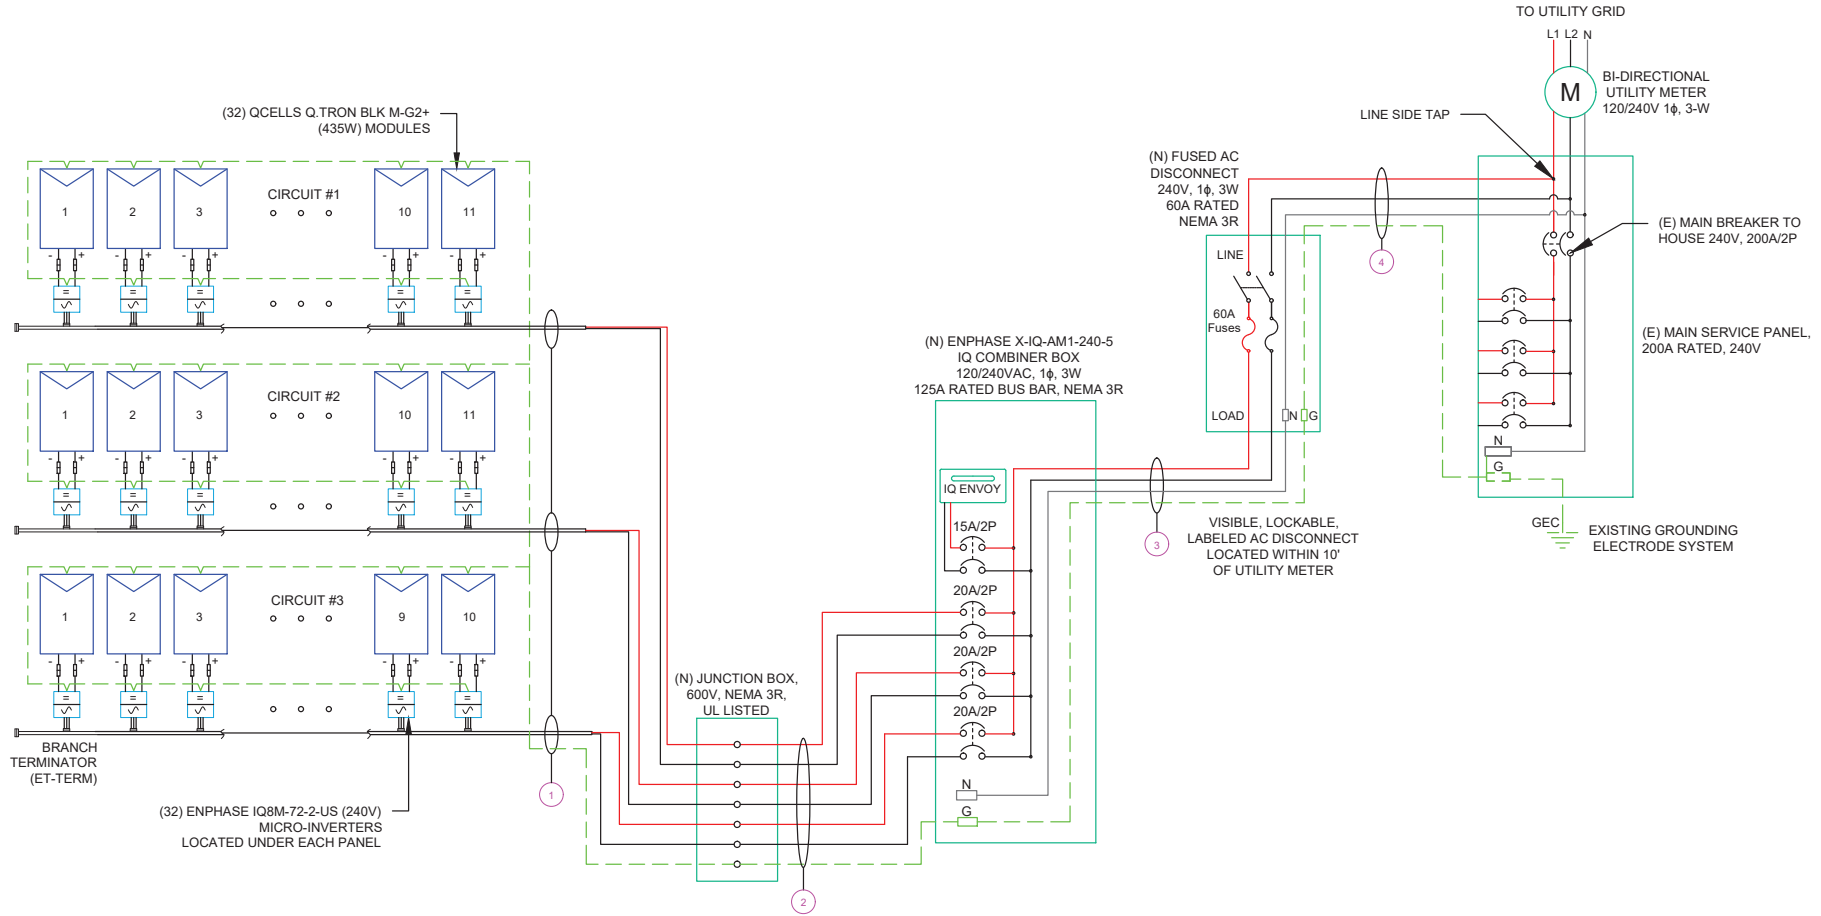 TO UTILITY GRID
L1 L2 N
M
BI-DIRECTIONAL
UTILITY METER
120/240V 1ϕ, 3-W
LINE SIDE TAP
(32) QCELLS Q.TRON BLK M-G2+
(435W) MODULES
CIRCUIT #1
1 2 3 10 11
- + - + - + - + - +
CIRCUIT #2
1 2 3 10 11
- + - + - + - + - +
CIRCUIT #3
1 2 3 9 10
- + - + - + - + - +
BRANCH
TERMINATOR
(ET-TERM)
(32) ENPHASE IQ8M-72-2-US (240V)
MICRO-INVERTERS
LOCATED UNDER EACH PANEL
1
(N) JUNCTION BOX,
600V, NEMA 3R,
UL LISTED
2
(N) ENPHASE X-IQ-AM1-240-5
IQ COMBINER BOX
120/240VAC, 1ϕ, 3W
125A RATED BUS BAR, NEMA 3R
IQ ENVOY
15A/2P
20A/2P
20A/2P
20A/2P
N
G
3
(N) FUSED AC
DISCONNECT
240V, 1ϕ, 3W
60A RATED
NEMA 3R
LINE
60A
Fuses
LOAD
N G
VISIBLE, LOCKABLE,
LABELED AC DISCONNECT
LOCATED WITHIN 10'
OF UTILITY METER
4
(E) MAIN BREAKER TO
HOUSE 240V, 200A/2P
(E) MAIN SERVICE PANEL,
200A RATED, 240V
N
G
GEC
EXISTING GROUNDING
ELECTRODE SYSTEM